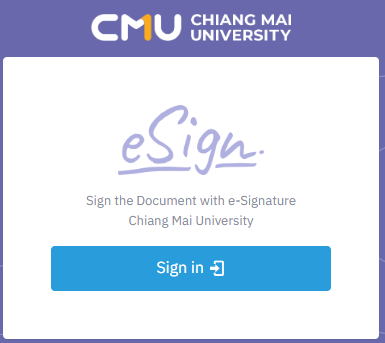 CMU CHIANG MAI
UNIVERSITY
eSign.
Sign the Document with e-Signature
Chiang Mai University
Sign in